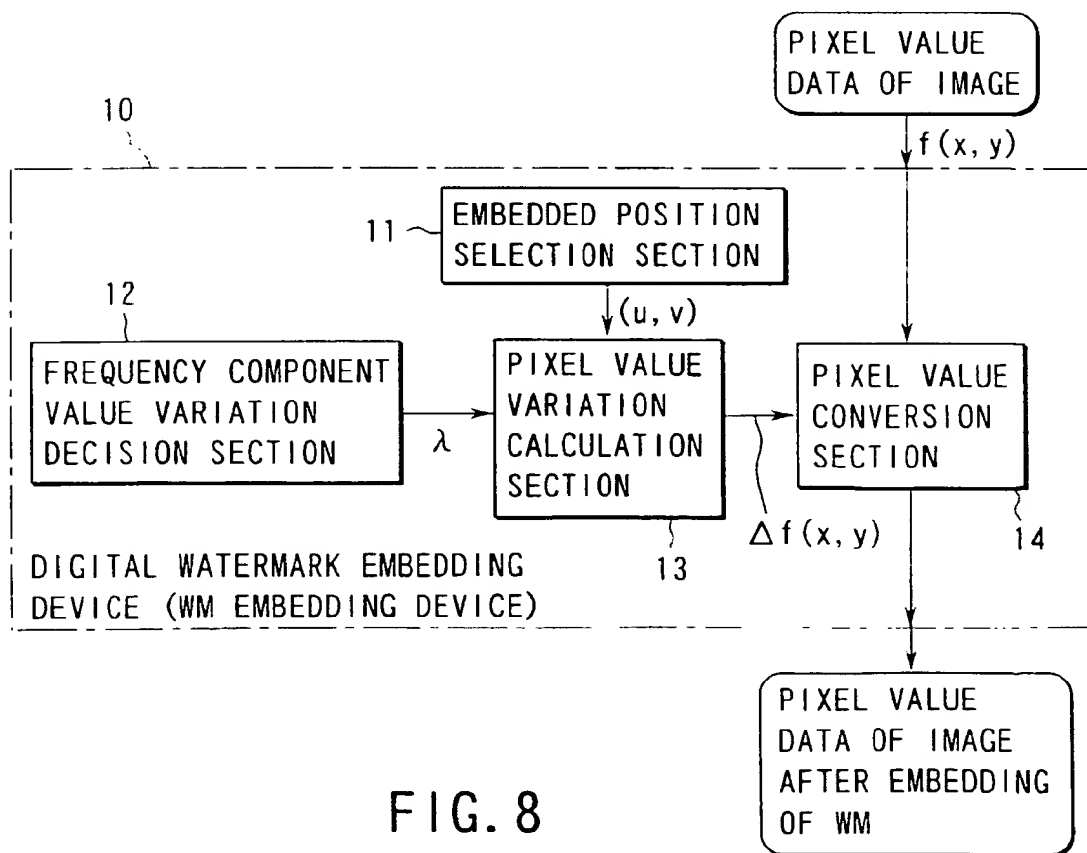 PIXEL VALUE
DATA OF IMAGE
10
f(x, y)
11
EMBEDDED POSITION
SELECTION SECTION
12
(u, v)
FREQUENCY COMPONENT
VALUE VARIATION
DECISION SECTION
λ
PIXEL VALUE
VARIATION
CALCULATION
SECTION
PIXEL VALUE
CONVERSION
SECTION
Δf(x, y)
13
14
DIGITAL WATERMARK EMBEDDING
DEVICE (WM EMBEDDING DEVICE)
PIXEL VALUE
DATA OF IMAGE
AFTER EMBEDDING
OF WM
FIG. 8